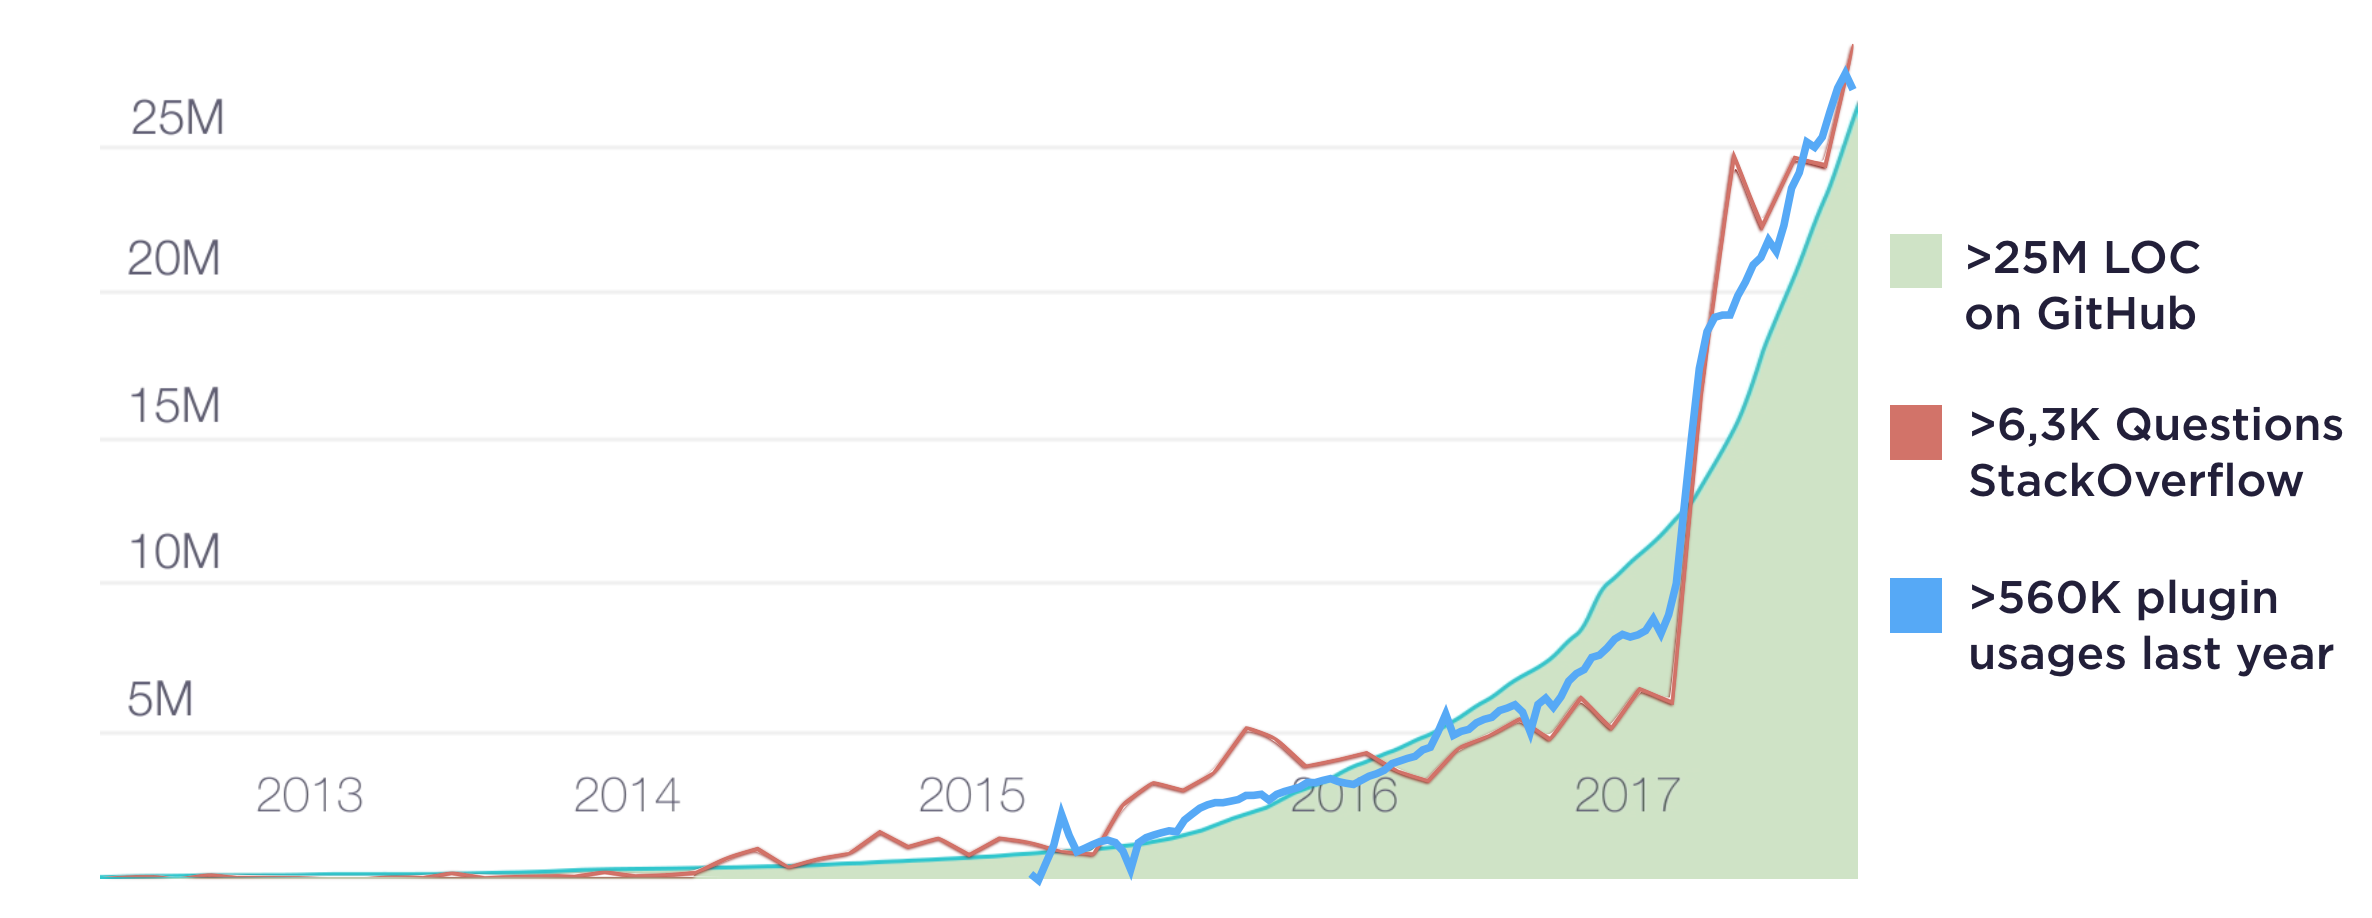 25M
20M
15M
10M
5M
2013 2014 2015 2016 2017
>25M LOC
on GitHub
>6,3K Questions
StackOverflow
>560K plugin
usages last year